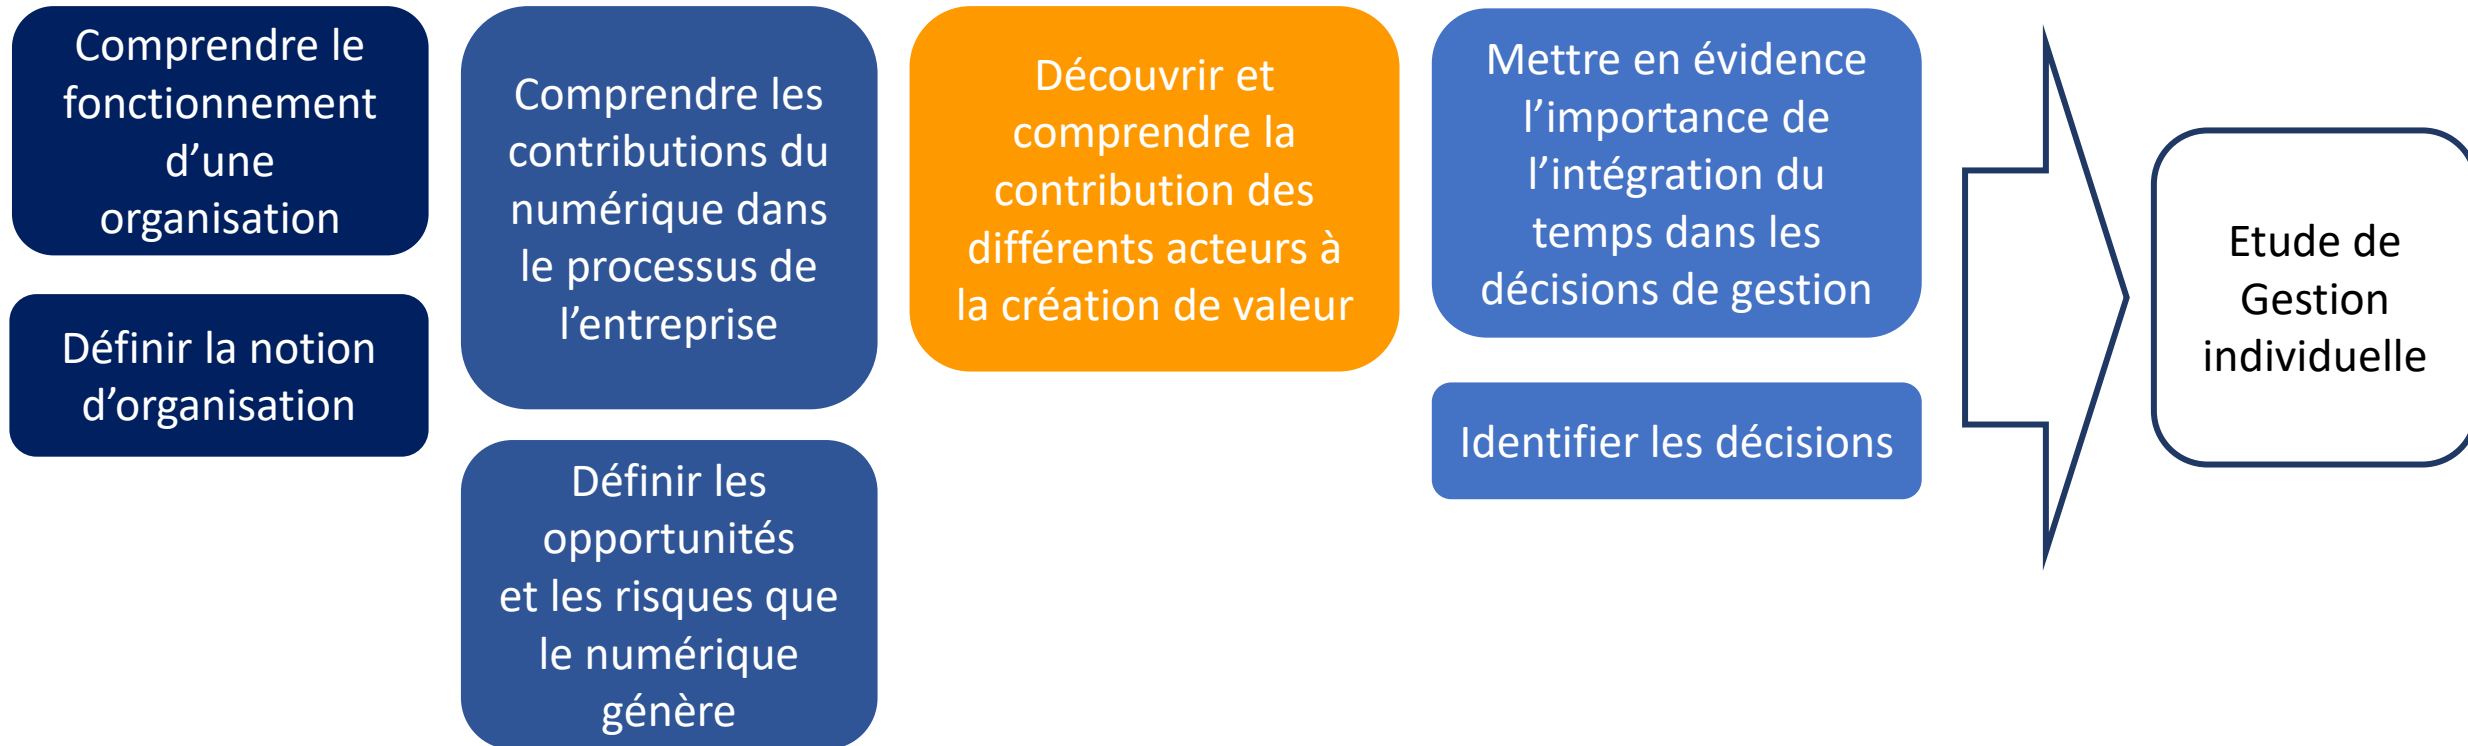 Comprendre le
fonctionnement
d’une
organisation
Définir la notion
d’organisation
Comprendre les
contributions du
numérique dans
le processus de
l’entreprise
Définir les
opportunités
et les risques que
le numérique
génère
Découvrir et
comprendre la
contribution des
différents acteurs à
la création de valeur
Mettre en évidence
l’importance de
l’intégration du
temps dans les
décisions de gestion
Identifier les décisions
Etude de
Gestion
individuelle